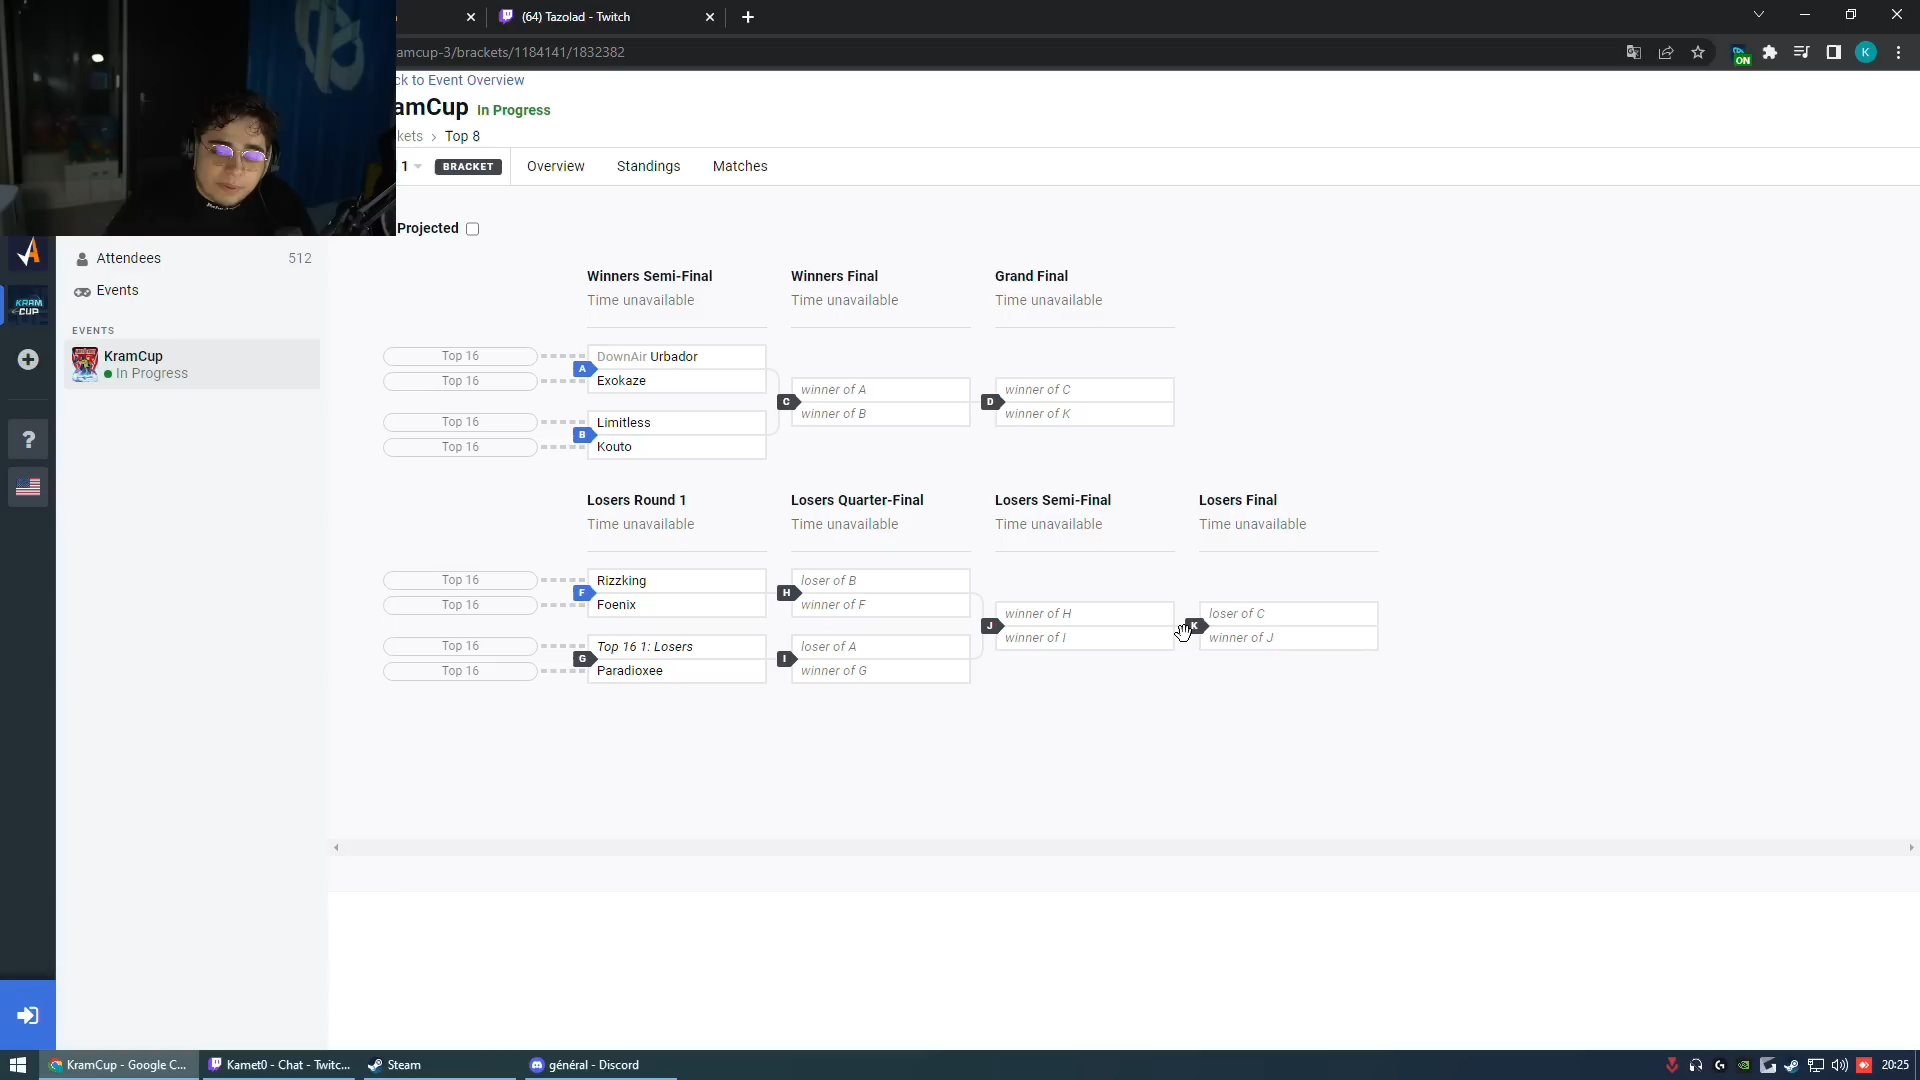 (64) Tazolad - Twitch
amcup-3/brackets/1184141/1832382
ON
K
ck to Event Overview
amCup In Progress
kets > Top 8
1 BRACKET Overview Standings Matches
Projected
Attendees 512
Events
EVENTS
KramCup
In Progress
KRAM
CUP
?
Winners Semi-Final
Time unavailable
Winners Final
Time unavailable
Grand Final
Time unavailable
Top 16
Top 16
A
DownAir Urbador
Exokaze
Top 16
Top 16
B
Limitless
Kouto
C
winner of A
winner of B
D
winner of C
winner of K
Losers Round 1
Time unavailable
Losers Quarter-Final
Time unavailable
Losers Semi-Final
Time unavailable
Losers Final
Time unavailable
Top 16
Top 16
F
Rizzking
Foenix
Top 16
Top 16
G
Top 16 1: Losers
Paradioxee
H
loser of B
winner of F
I
loser of A
winner of G
J
winner of H
winner of I
K
loser of C
winner of J
KramCup - Google C...
Kamet0 - Chat - Twitc...
Steam
général - Discord
20:25